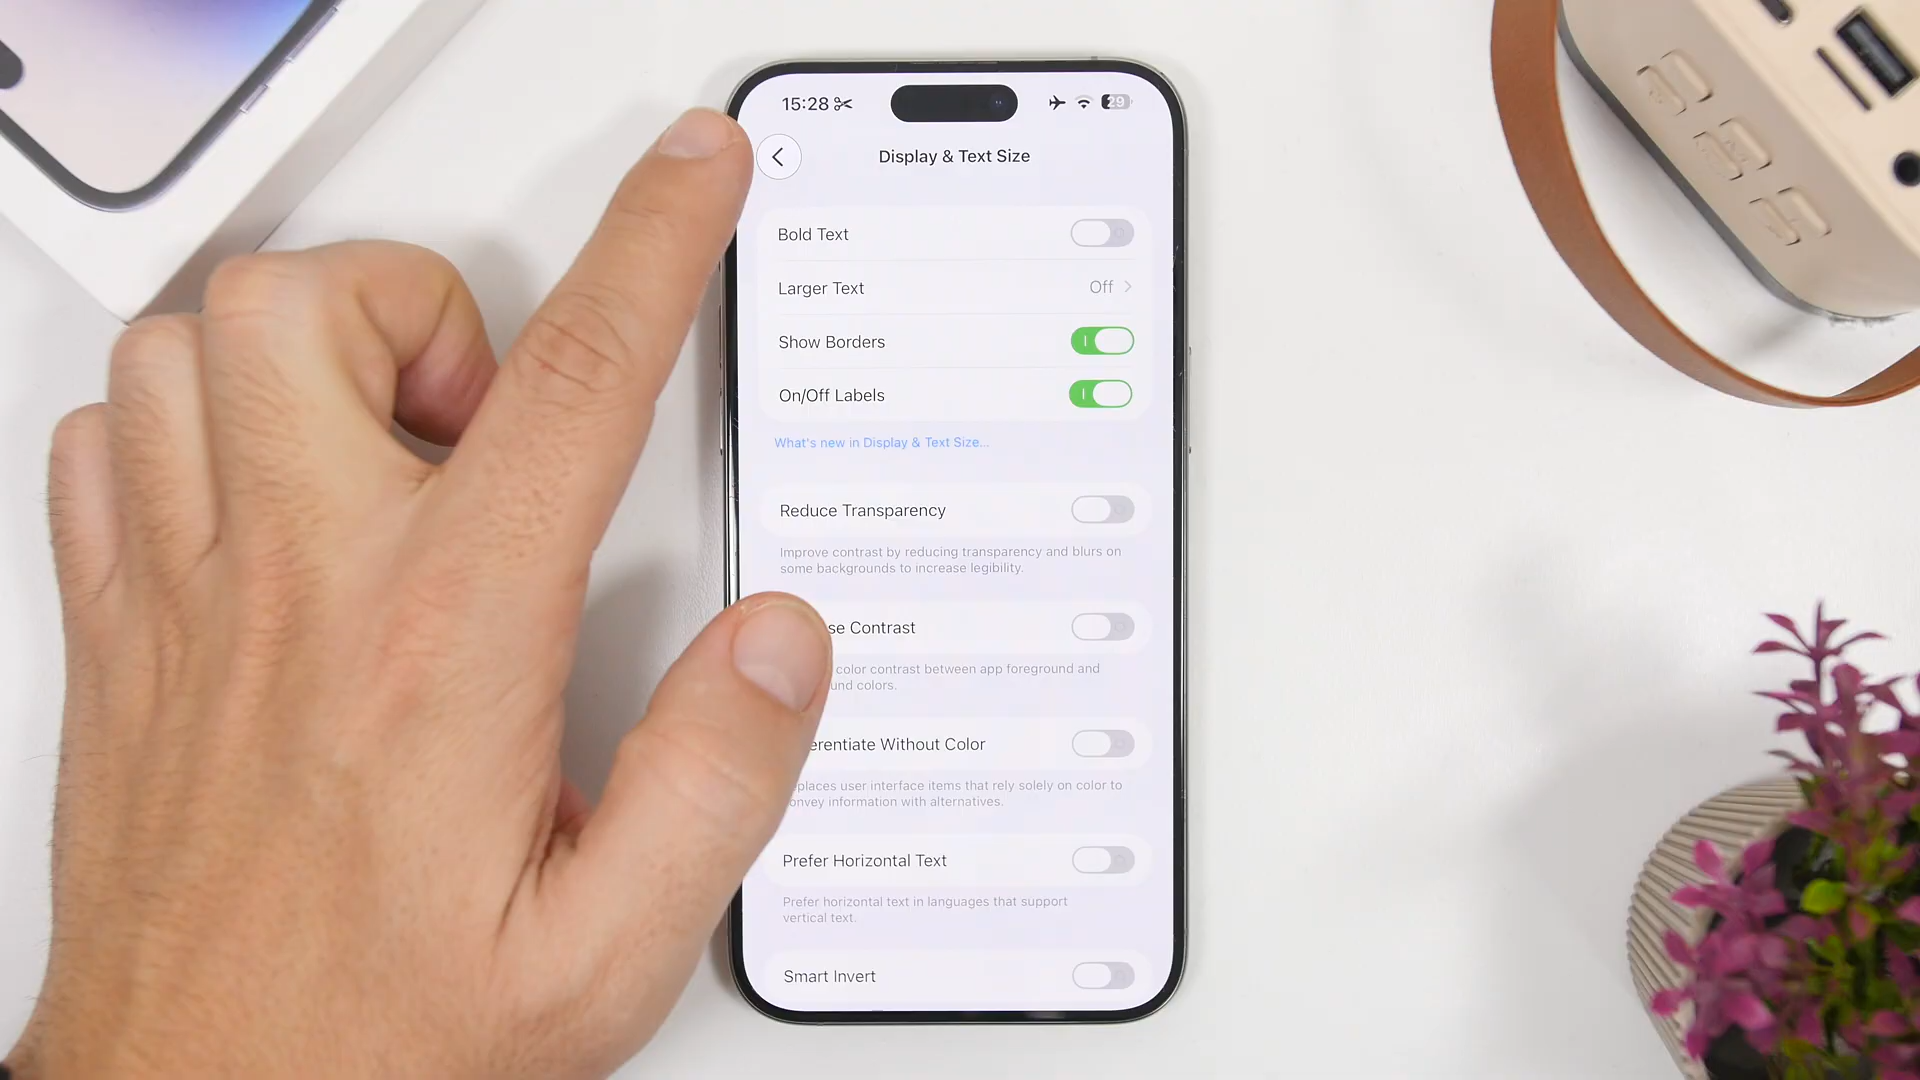 15:28
29
Display & Text Size
Bold Text
Larger Text Off
Show Borders
On/Off Labels
What's new in Display & Text Size...
Reduce Transparency
Improve contrast by reducing transparency and blurs on
some backgrounds to increase legibility.
se Contrast
color contrast between app foreground and
und colors.
erentiate Without Color
eplaces user interface items that rely solely on color to
onvey information with alternatives.
Prefer Horizontal Text
Prefer horizontal text in languages that support
vertical text.
Smart Invert